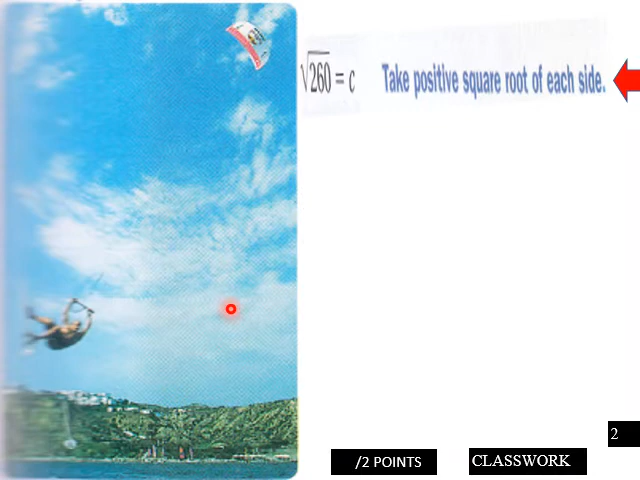 √260 = c Take positive square root of each side.
2
/2 POINTS CLASSWORK